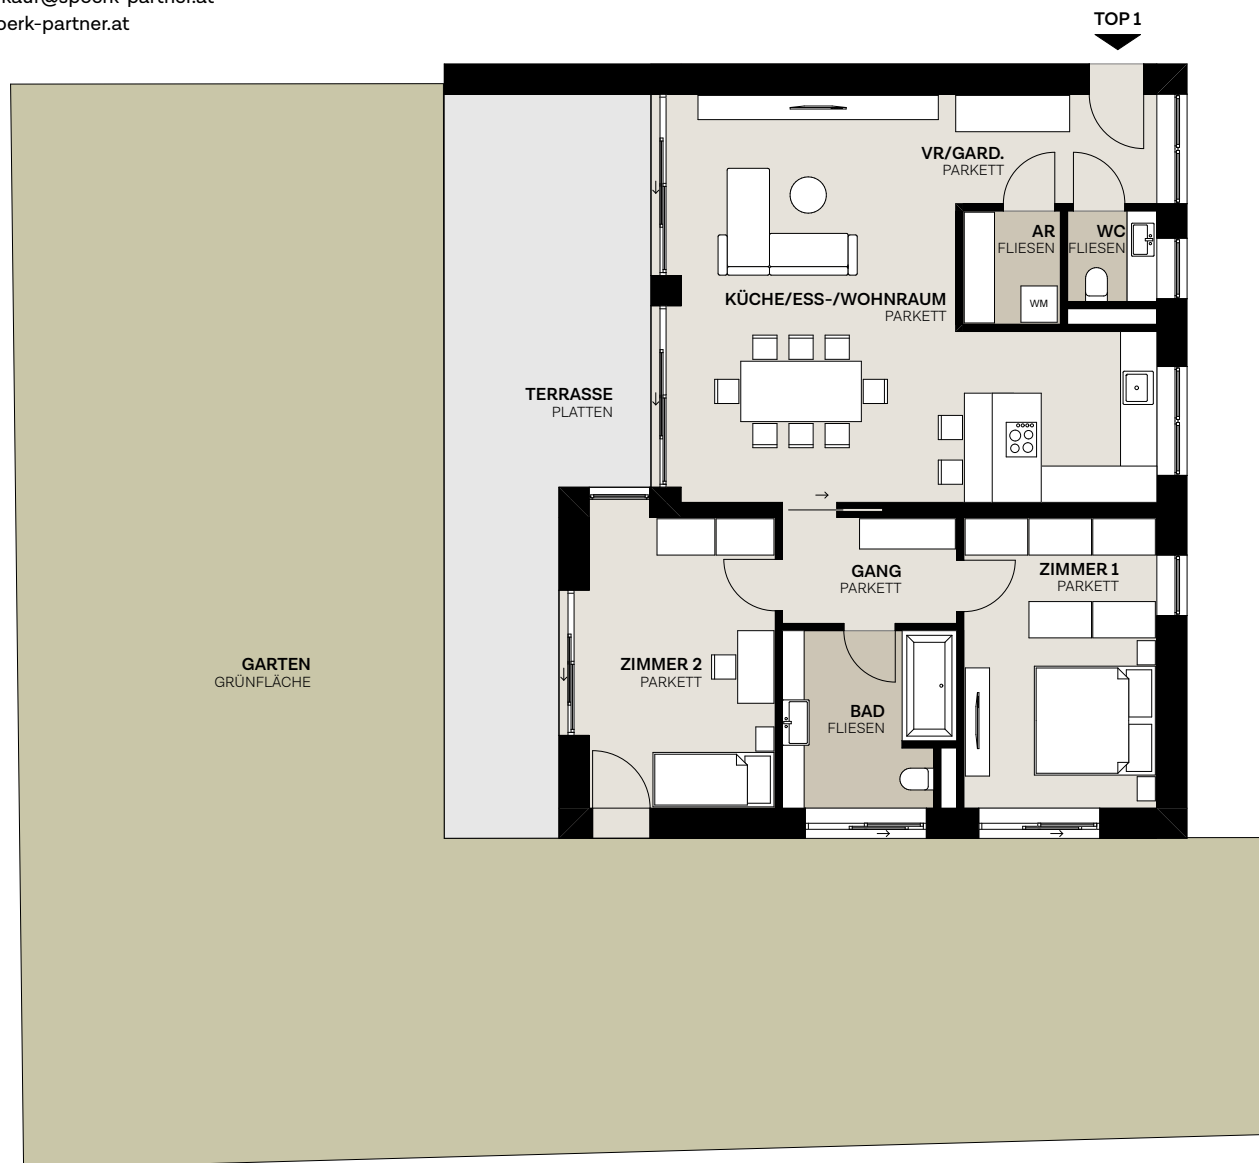 perk-partner.at
TOP 1
VR/GARD.
PARKETT
AR
FLIESEN
WC
FLIESEN
WM
KÜCHE/ESS-/WOHNRAUM
PARKETT
TERRASSE
PLATTEN
GANG
PARKETT
ZIMMER 1
PARKETT
GARTEN
GRÜNFLÄCHE
ZIMMER 2
PARKETT
BAD
FLIESEN